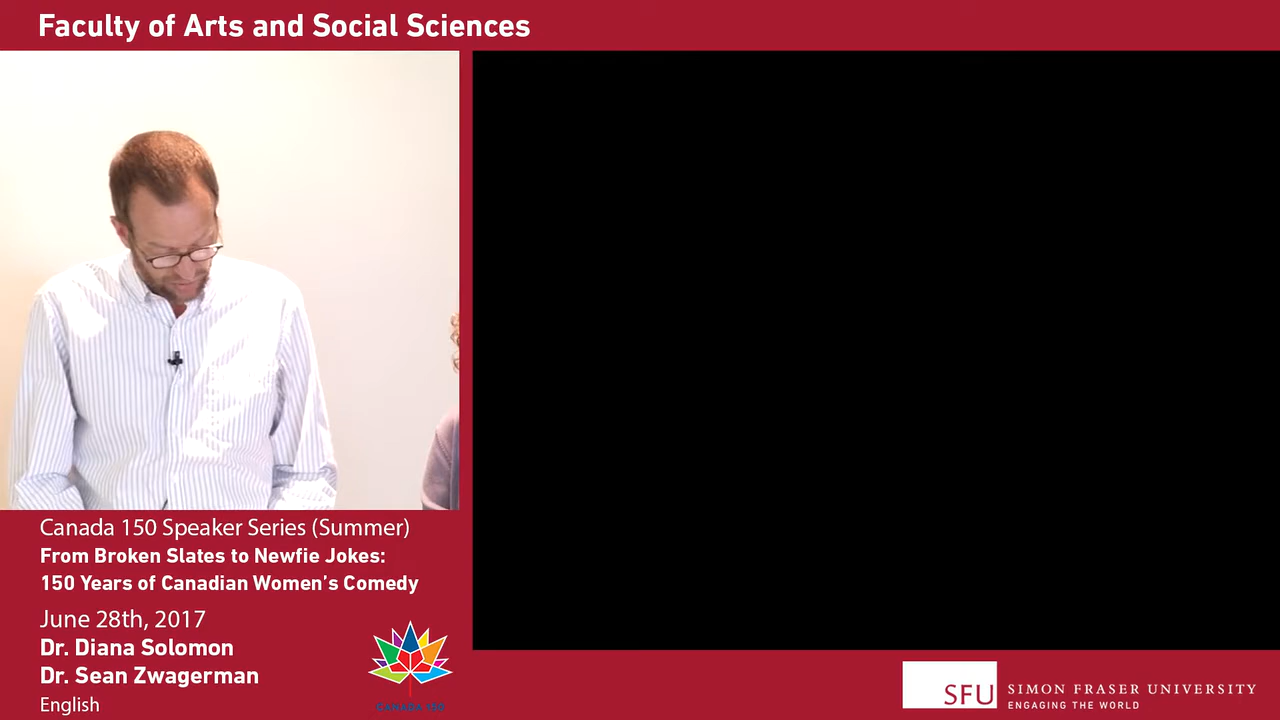 Faculty of Arts and Social Sciences
Canada 150 Speaker Series (Summer)
From Broken Slates to Newfie Jokes:
150 Years of Canadian Women's Comedy
June 28th, 2017
Dr. Diana Solomon
Dr. Sean Zwagerman
English
CANADA 150
SFU
SIMON FRASER UNIVERSITY
ENGAGING THE WORLD